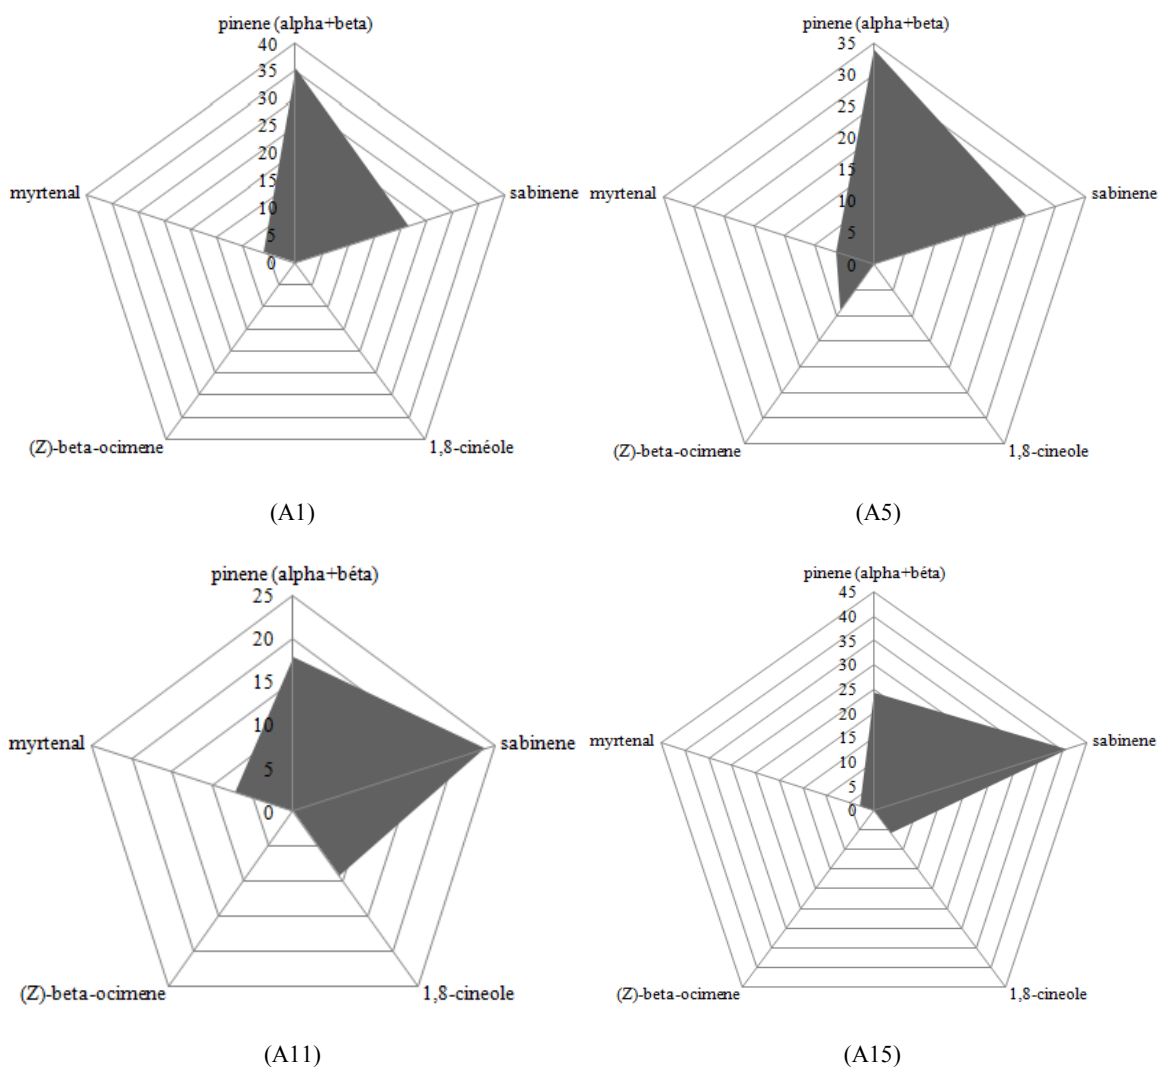 pinene (alpha+beta)
40
35
30
25
20
15
10
5
0
sabinene
1,8-cinéole
(Z)-beta-ocimene
myrtenal
(A1)
pinene (alpha+beta)
35
30
25
20
15
10
5
0
sabinene
1,8-cineole
(Z)-beta-ocimene
myrtenal
(A5)
pinene (alpha+béta)
25
20
15
10
5
0
sabinene
1,8-cineole
(Z)-beta-ocimene
myrtenal
(A11)
pinene (alpha+béta)
45
40
35
30
25
20
15
10
5
0
sabinene
1,8-cineole
(Z)-beta-ocimene
myrtenal
(A15)